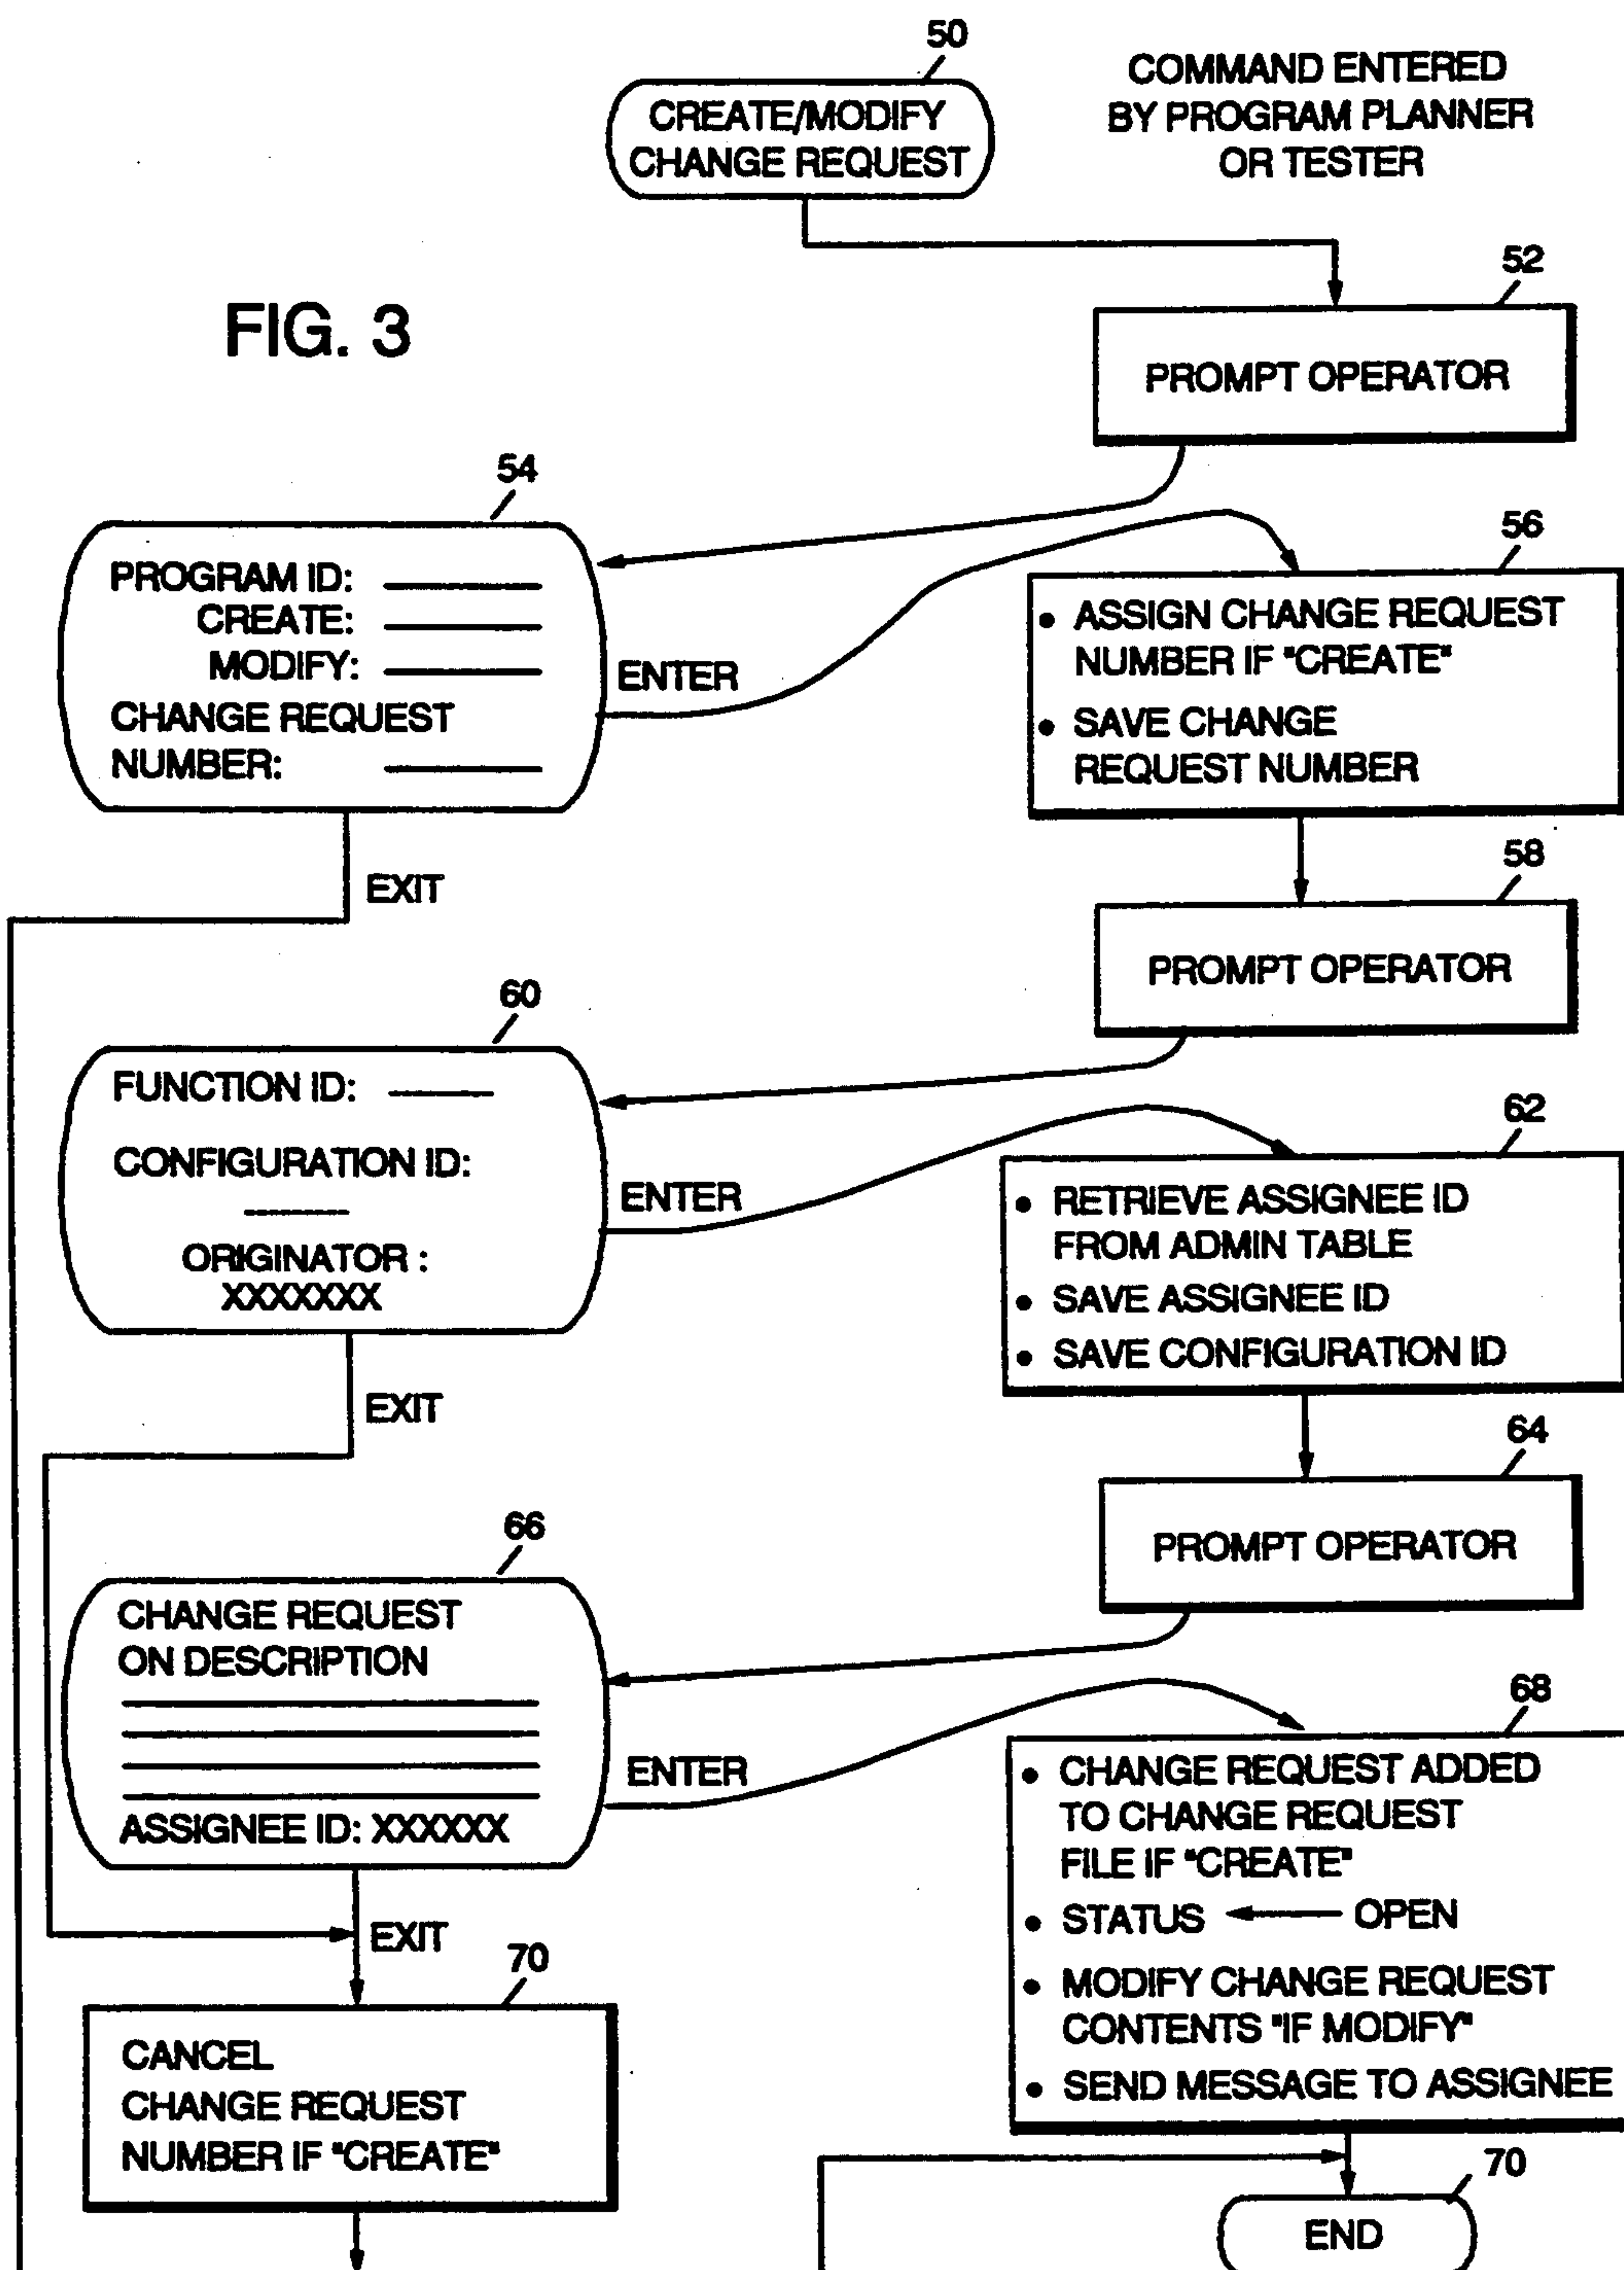 50
CREATE/MODIFY
CHANGE REQUEST
COMMAND ENTERED
BY PROGRAM PLANNER
OR TESTER
FIG. 3
52
PROMPT OPERATOR
54
PROGRAM ID:
CREATE:
MODIFY:
CHANGE REQUEST
NUMBER:
ENTER
EXIT
56
• ASSIGN CHANGE REQUEST
NUMBER IF "CREATE"
• SAVE CHANGE
REQUEST NUMBER
58
PROMPT OPERATOR
60
FUNCTION ID:
CONFIGURATION ID:
ORIGINATOR :
XXXXXXX
ENTER
EXIT
62
• RETRIEVE ASSIGNEE ID
FROM ADMIN TABLE
• SAVE ASSIGNEE ID
• SAVE CONFIGURATION ID
64
PROMPT OPERATOR
66
CHANGE REQUEST
ON DESCRIPTION
ASSIGNEE ID: XXXXXX
ENTER
EXIT
68
• CHANGE REQUEST ADDED
TO CHANGE REQUEST
FILE IF "CREATE"
• STATUS ← OPEN
• MODIFY CHANGE REQUEST
CONTENTS "IF MODIFY"
• SEND MESSAGE TO ASSIGNEE
70
CANCEL
CHANGE REQUEST
NUMBER IF "CREATE"
70
END